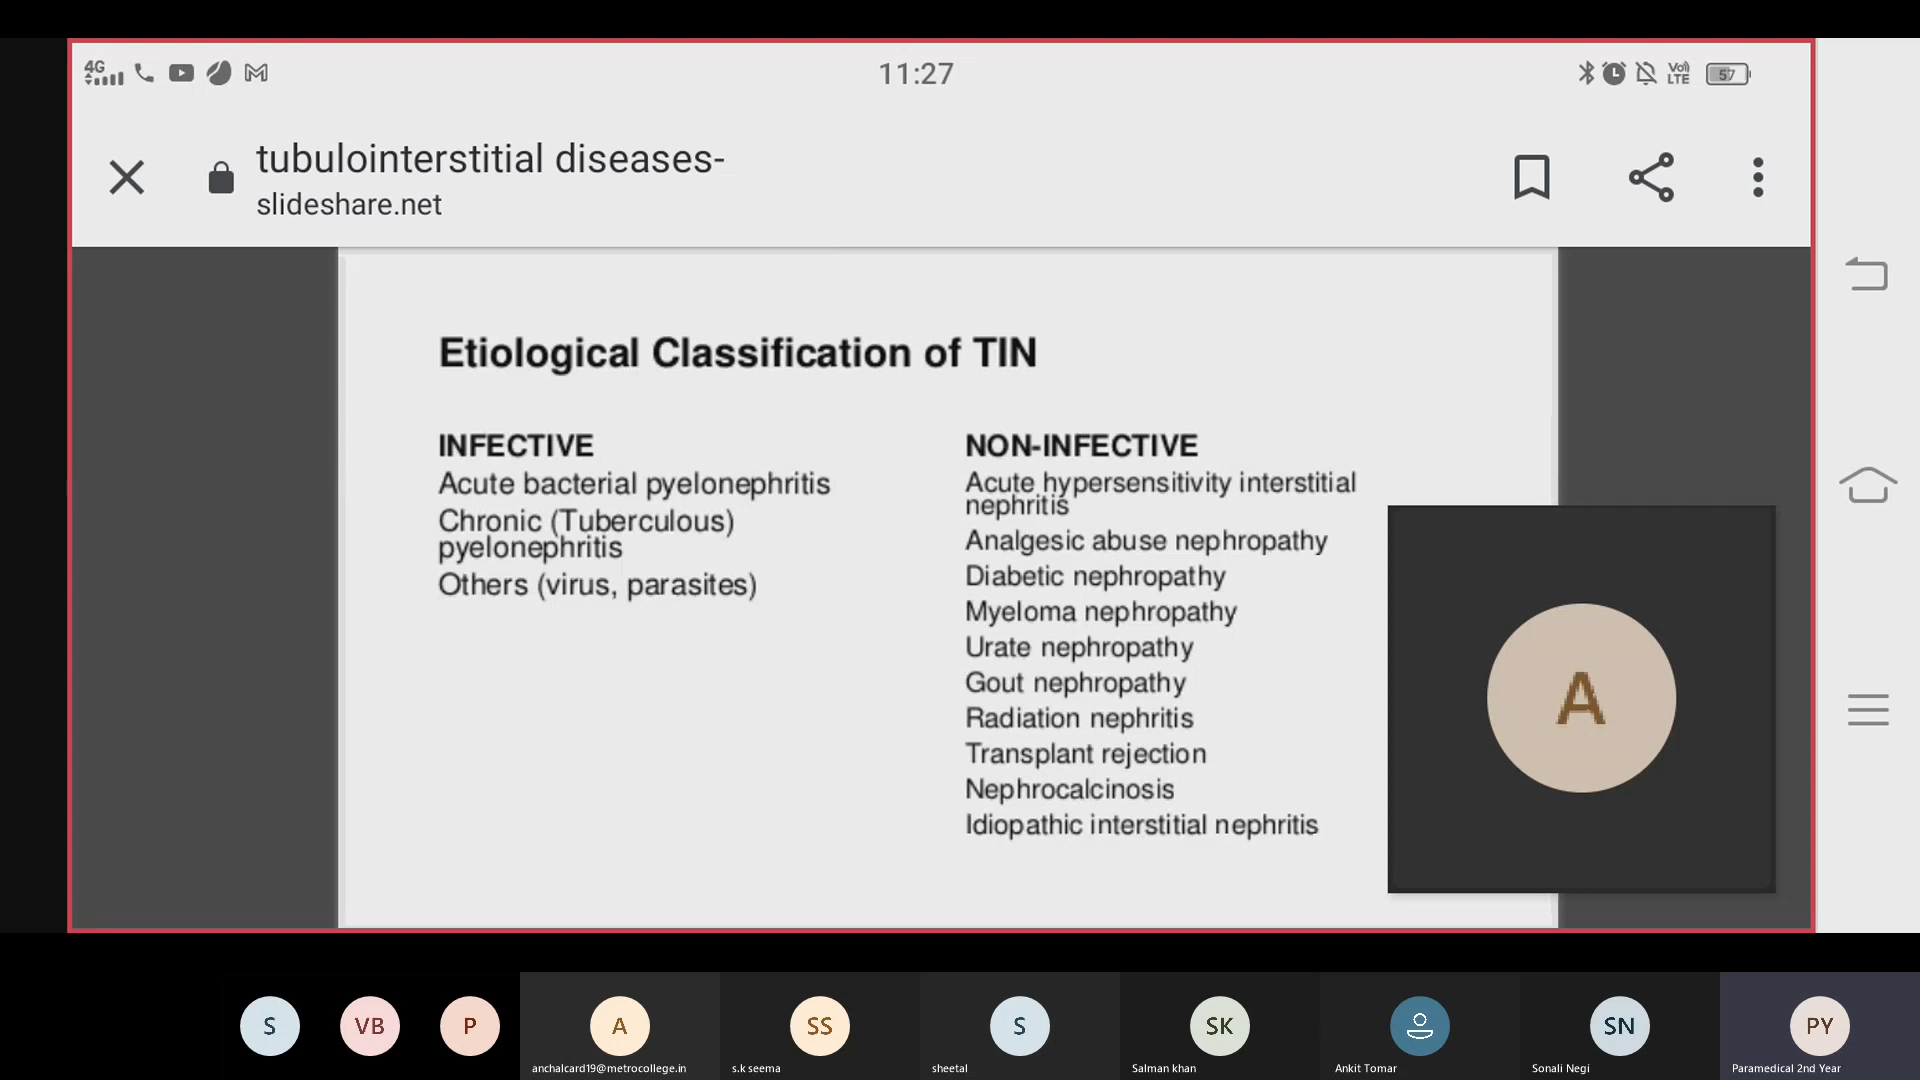 4G
11:27
Vo))
LTE
57
tubulointerstitial diseases-
slideshare.net
Etiological Classification of TIN
INFECTIVE
Acute bacterial pyelonephritis
Chronic (Tuberculous)
pyelonephritis
Others (virus, parasites)
NON-INFECTIVE
Acute hypersensitivity interstitial
nephritis
Analgesic abuse nephropathy
Diabetic nephropathy
Myeloma nephropathy
Urate nephropathy
Gout nephropathy
Radiation nephritis
Transplant rejection
Nephrocalcinosis
Idiopathic interstitial nephritis
A
S
VB
P
A
SS
S
SK
SN
PY
anchalcard19@metrocollege.in
s.k seema
sheetal
Salman khan
Ankit Tomar
Sonali Negi
Paramedical 2nd Year